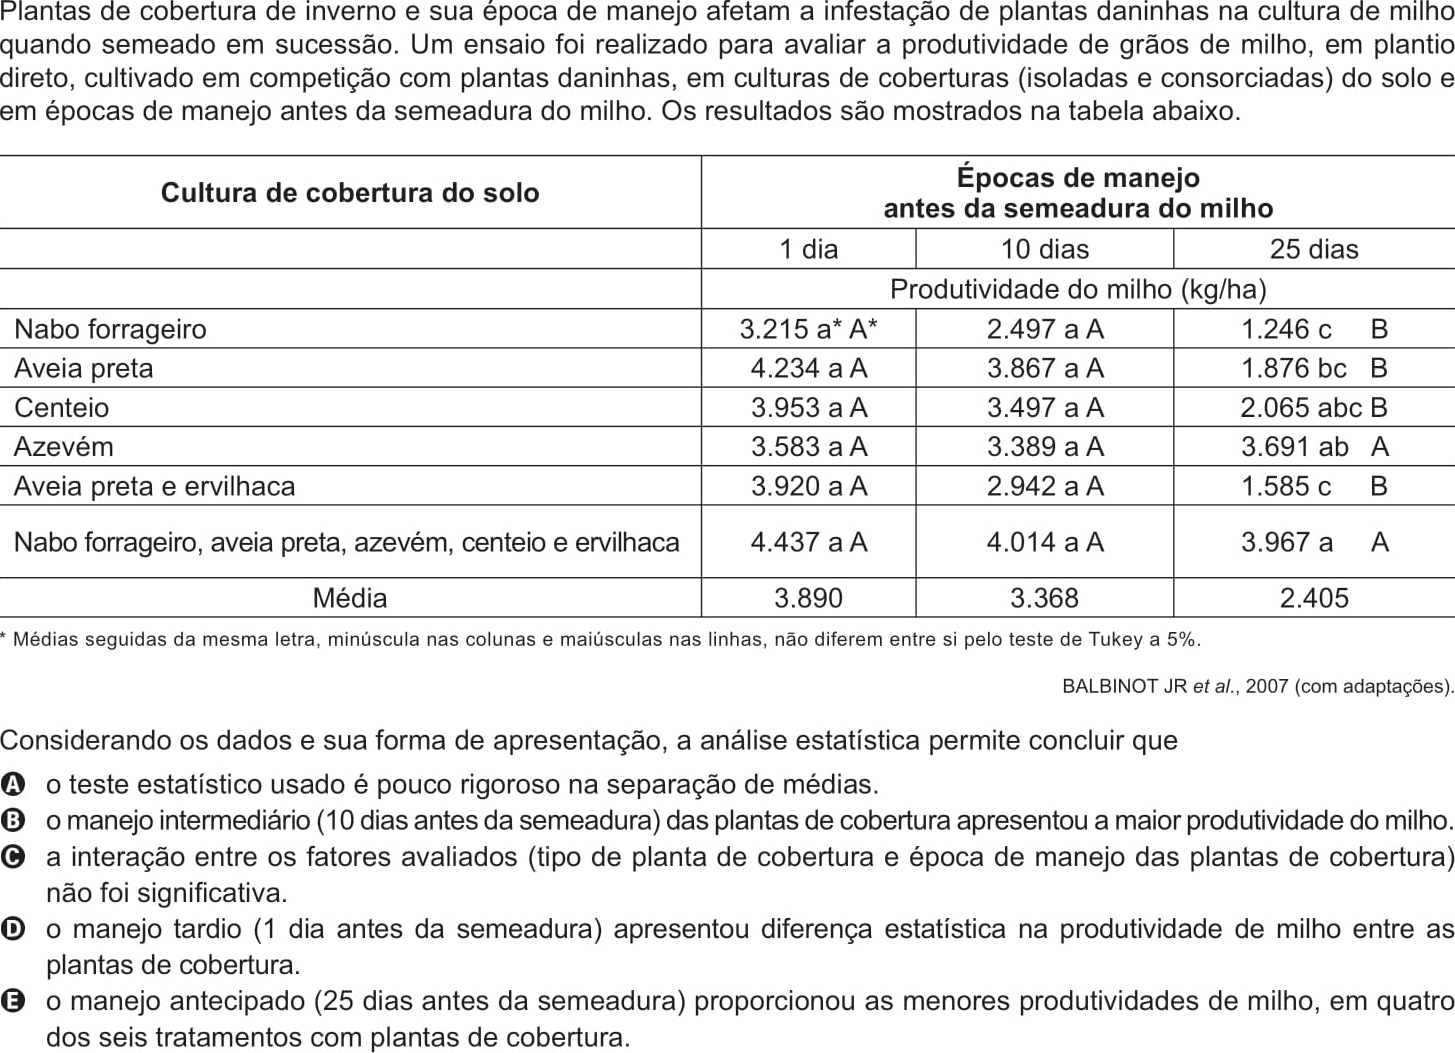 Plantas de cobertura de inverno e sua época de manejo afetam a infestação de plantas daninhas na cultura de milho
quando semeado em sucessão. Um ensaio foi realizado para avaliar a produtividade de grãos de milho, em plantio
direto, cultivado em competição com plantas daninhas, em culturas de coberturas (isoladas e consorciadas) do solo e
em épocas de manejo antes da semeadura do milho. Os resultados são mostrados na tabela abaixo.
Cultura de cobertura do solo Épocas de manejo
antes da semeadura do milho
1 dia 10 dias 25 dias
Produtividade do milho (kg/ha)
Nabo forrageiro 3.215 a* A* 2.497 a A 1.246 c B
Aveia preta 4.234 a A 3.867 a A 1.876 bc B
Centeio 3.953 a A 3.497 a A 2.065 abc B
Azevém 3.583 a A 3.389 a A 3.691 ab A
Aveia preta e ervilhaca 3.920 a A 2.942 a A 1.585 c B
Nabo forrageiro, aveia preta, azevém, centeio e ervilhaca 4.437 a A 4.014 a A 3.967 a A
Média 3.890 3.368 2.405
* Médias seguidas da mesma letra, minúscula nas colunas e maiúsculas nas linhas, não diferem entre si pelo teste de Tukey a 5%.
BALBINOT JR et al., 2007 (com adaptações).
Considerando os dados e sua forma de apresentação, a análise estatística permite concluir que
A o teste estatístico usado é pouco rigoroso na separação de médias.
B o manejo intermediário (10 dias antes da semeadura) das plantas de cobertura apresentou a maior produtividade do milho.
C a interação entre os fatores avaliados (tipo de planta de cobertura e época de manejo das plantas de cobertura)
não foi significativa.
D o manejo tardio (1 dia antes da semeadura) apresentou diferença estatística na produtividade de milho entre as
plantas de cobertura.
E o manejo antecipado (25 dias antes da semeadura) proporcionou as menores produtividades de milho, em quatro
dos seis tratamentos com plantas de cobertura.